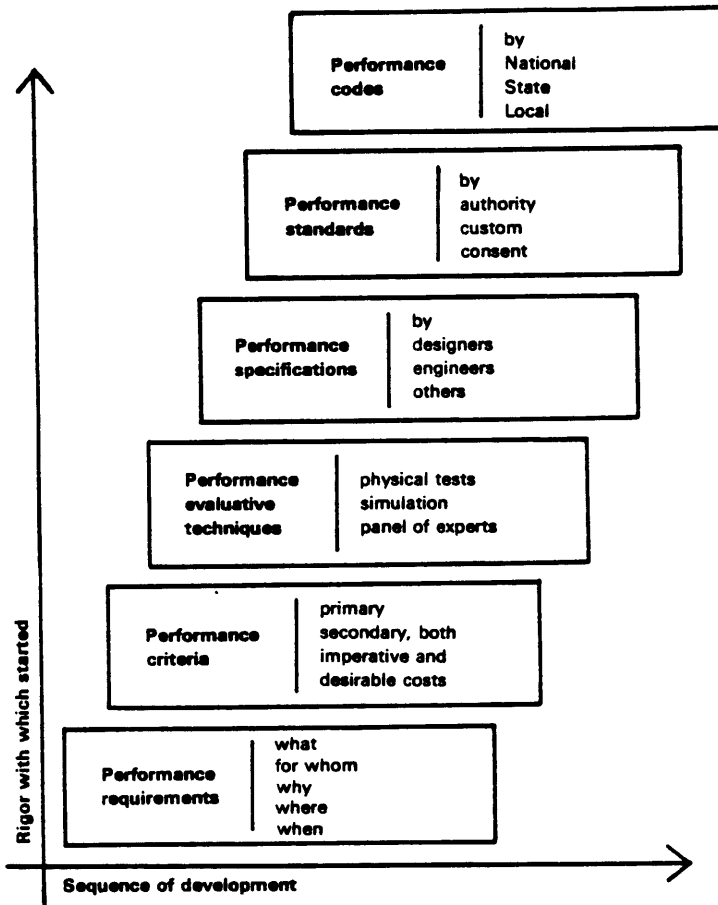 Performance
codes
by
National
State
Local
Performance
standards
by
authority
custom
consent
Performance
specifications
by
designers
engineers
others
Performance
evaluative
techniques
physical tests
simulation
panel of experts
Performance
criteria
primary
secondary, both
imperative and
desirable costs
Performance
requirements
what
for whom
why
where
when
Rigor with which started
Sequence of development